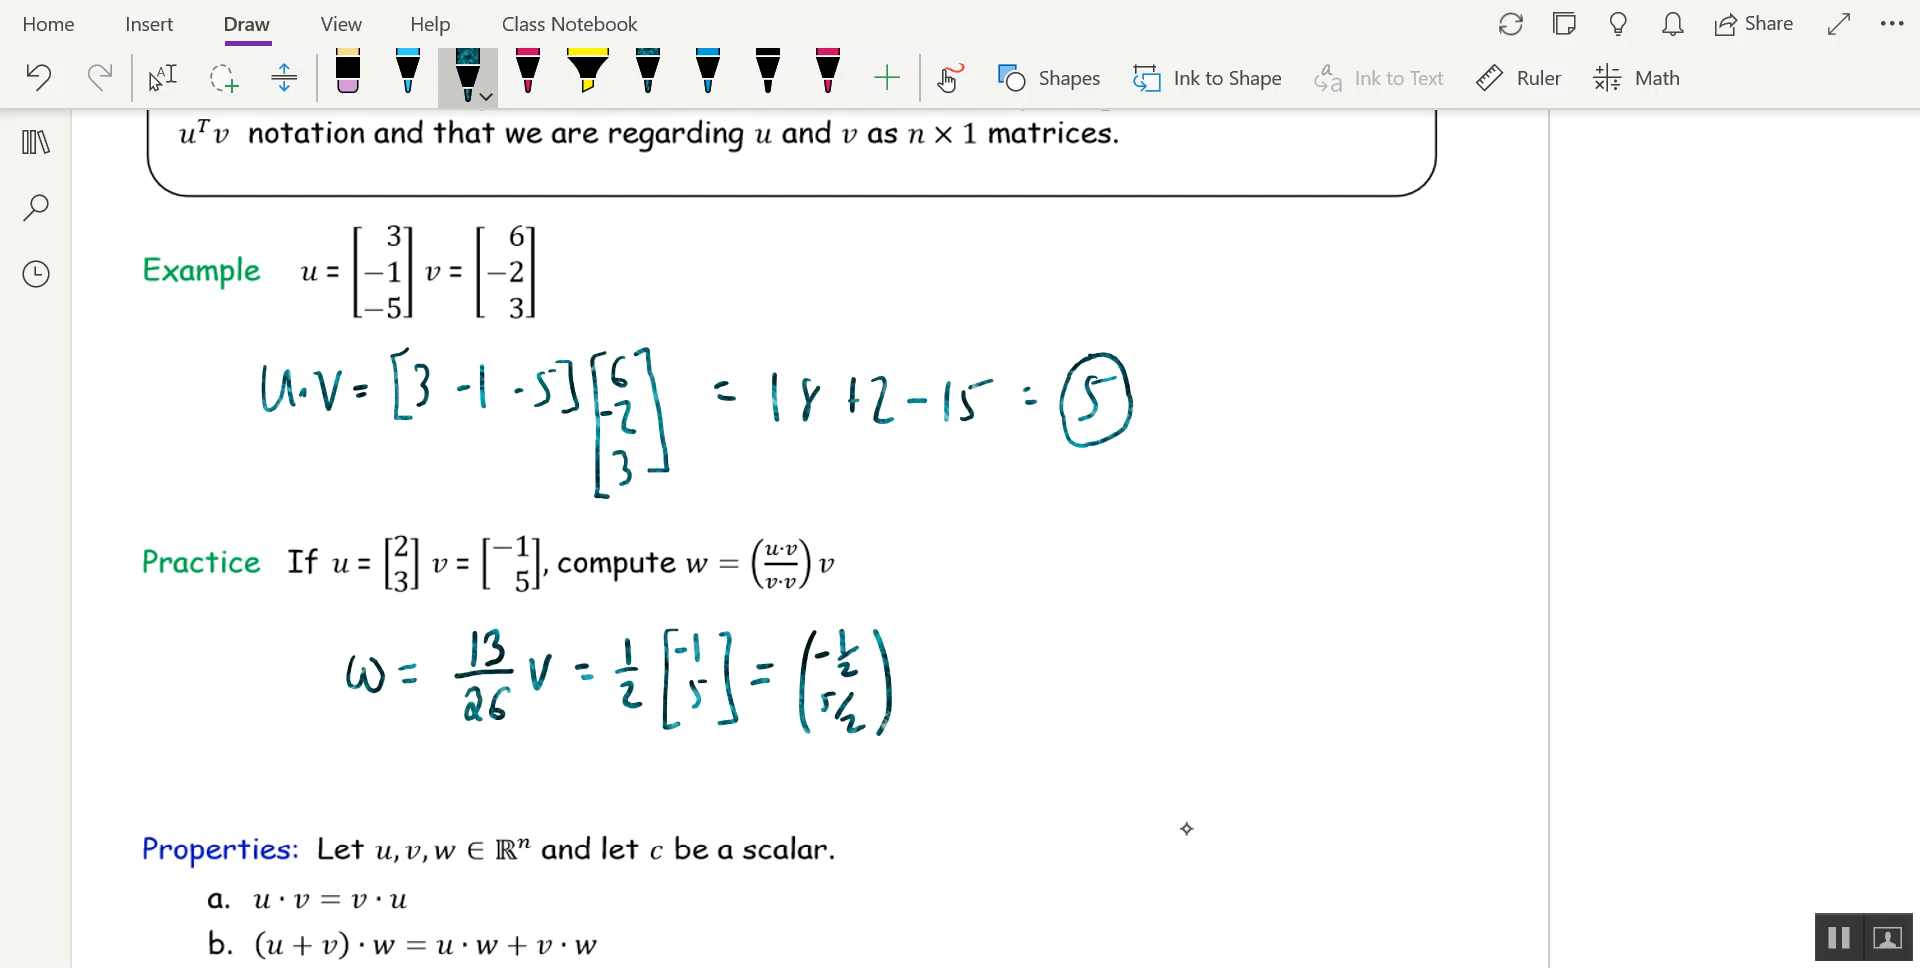 Home Insert Draw View Help Class Notebook Share
Shapes Ink to Shape Ink to Text Ruler Math
uᵀv notation and that we are regarding u and v as n × 1 matrices.
Example u = [3 −1 −5] v = [6 −2 3]
u·v = [3 -1 -5] [6 -2 3] = 18 + 2 - 15 = 5
Practice If u = [2 3] v = [−1 5], compute w = (u·v / v·v) v
w = 13/26 v = 1/2 [-1 5] = (-1/2 5/2)
Properties: Let u, v, w ∈ ℝⁿ and let c be a scalar.
a. u · v = v · u
b. (u + v) · w = u · w + v · w